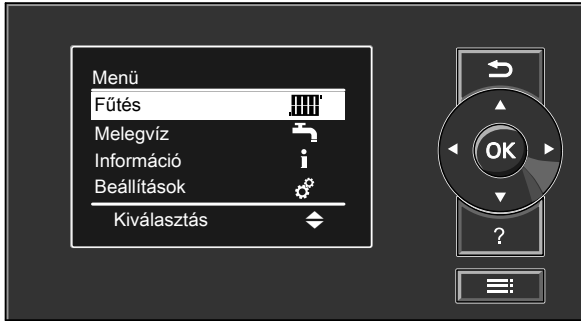 Menü
Fűtés
Melegvíz
Információ
Beállítások
Kiválasztás
OK
?